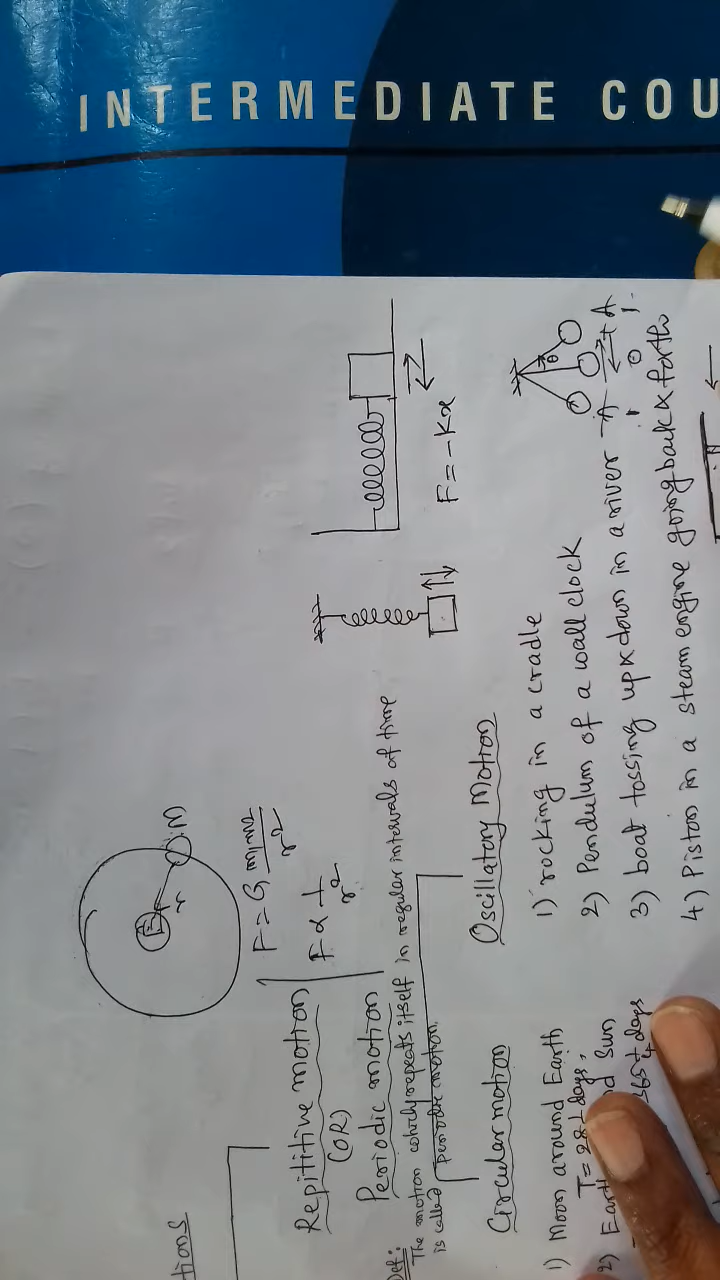 INTERMEDIATE COU
E
r
M
F = G m1m2/r2
F ∝ 1/r2
tions
Repititive motion
(OR)
Periodic motion
Def:
The motion which repeats itself in regular intervals of time
is called periodic motion.
F = -Kx
Circular motion
1) Moon around Earth
T = 28 days.
2) Earth nd Sun
365 1/4 days
Oscillatory Motion
1) rocking in a cradle
2) Pendulum of a wall clock
3) boat tossing up & down in a river
4) Piston in a steam engine going back & forth
θ
-A
O
+A